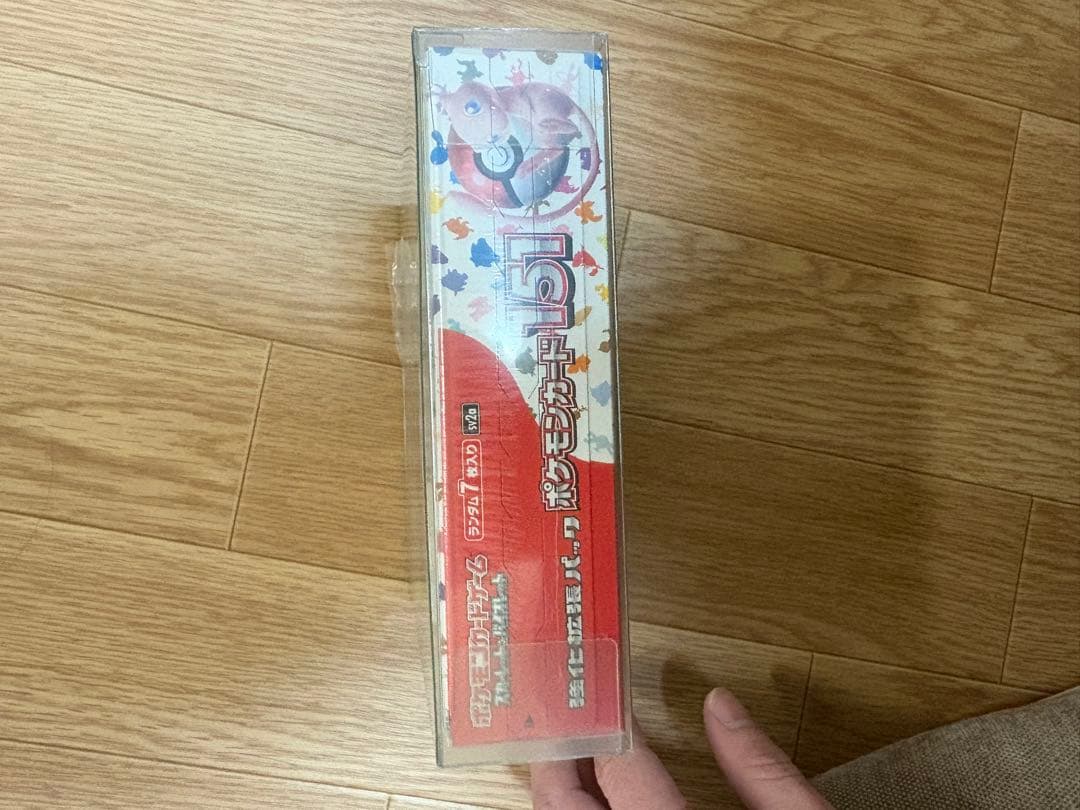 ポケモンカードゲーム
スカーレット&バイオレット
ランダム7枚入り
sv2a
強化拡張パック
ポケモンカード151